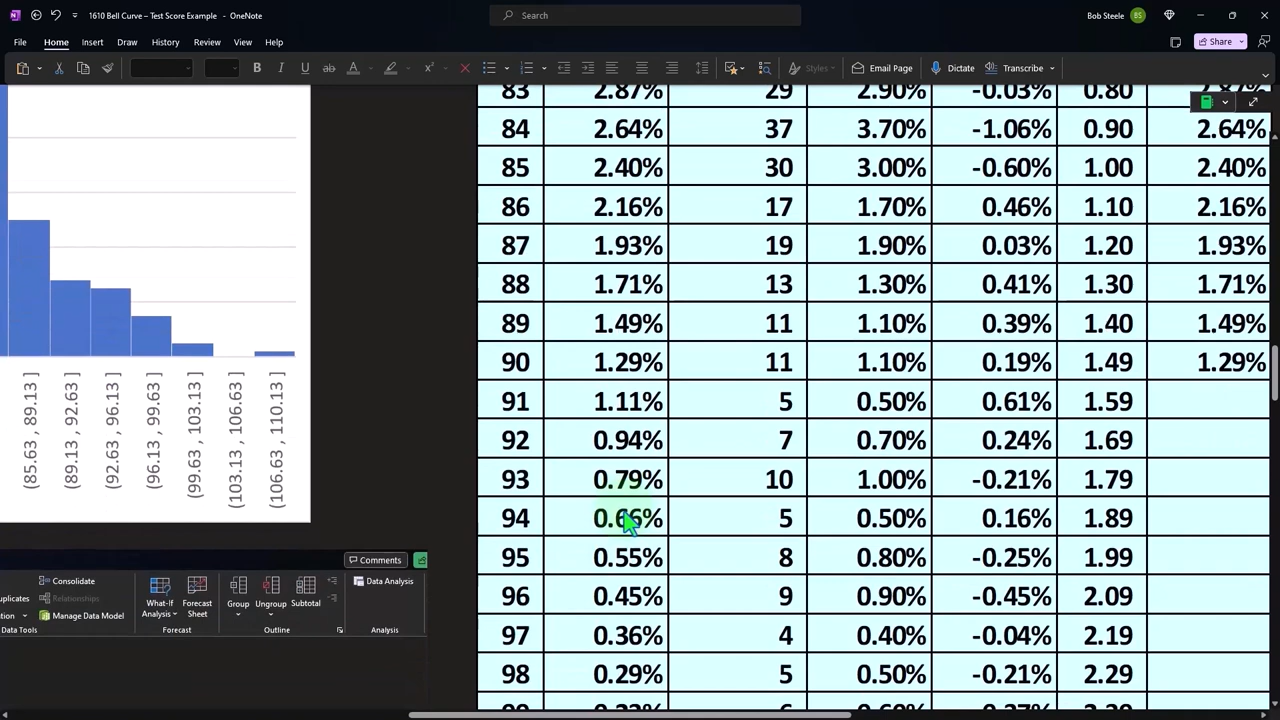 1610 Bell Curve – Test Score Example - OneNote
Search
Bob Steele
BS
File Home Insert Draw History Review View Help
Share
Email Page Dictate Transcribe
Styles
83 2.87% 29 2.90% -0.03% 0.80 2.87%
84 2.64% 37 3.70% -1.06% 0.90 2.64%
85 2.40% 30 3.00% -0.60% 1.00 2.40%
86 2.16% 17 1.70% 0.46% 1.10 2.16%
87 1.93% 19 1.90% 0.03% 1.20 1.93%
88 1.71% 13 1.30% 0.41% 1.30 1.71%
89 1.49% 11 1.10% 0.39% 1.40 1.49%
90 1.29% 11 1.10% 0.19% 1.49 1.29%
91 1.11% 5 0.50% 0.61% 1.59
92 0.94% 7 0.70% 0.24% 1.69
93 0.79% 10 1.00% -0.21% 1.79
94 0.66% 5 0.50% 0.16% 1.89
95 0.55% 8 0.80% -0.25% 1.99
96 0.45% 9 0.90% -0.45% 2.09
97 0.36% 4 0.40% -0.04% 2.19
98 0.29% 5 0.50% -0.21% 2.29
(85.63 , 89.13 ]
(89.13 , 92.63 ]
(92.63 , 96.13 ]
(96.13 , 99.63 ]
(99.63 , 103.13 ]
(103.13 , 106.63 ]
(106.63 , 110.13 ]
Comments
Consolidate
Relationships
Manage Data Model
Data Tools
What-If
Analysis
Forecast
Sheet
Forecast
Group
Ungroup
Subtotal
Outline
Data Analysis
Analysis